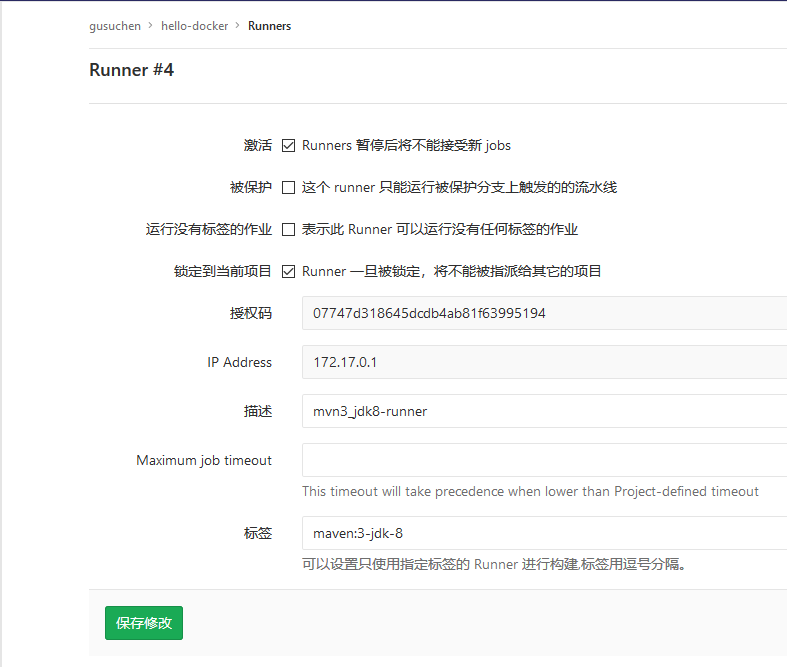 gusuchen › hello-docker › Runners
Runner #4
激活 Runners 暂停后将不能接受新 jobs
被保护 这个 runner 只能运行被保护分支上触发的的流水线
运行没有标签的作业 表示此 Runner 可以运行没有任何标签的作业
锁定到当前项目 Runner 一旦被锁定，将不能被指派给其它的项目
授权码 07747d318645dcdb4ab81f63995194
IP Address 172.17.0.1
描述 mvn3_jdk8-runner
Maximum job timeout
This timeout will take precedence when lower than Project-defined timeout
标签 maven:3-jdk-8
可以设置只使用指定标签的 Runner 进行构建,标签用逗号分隔。
保存修改